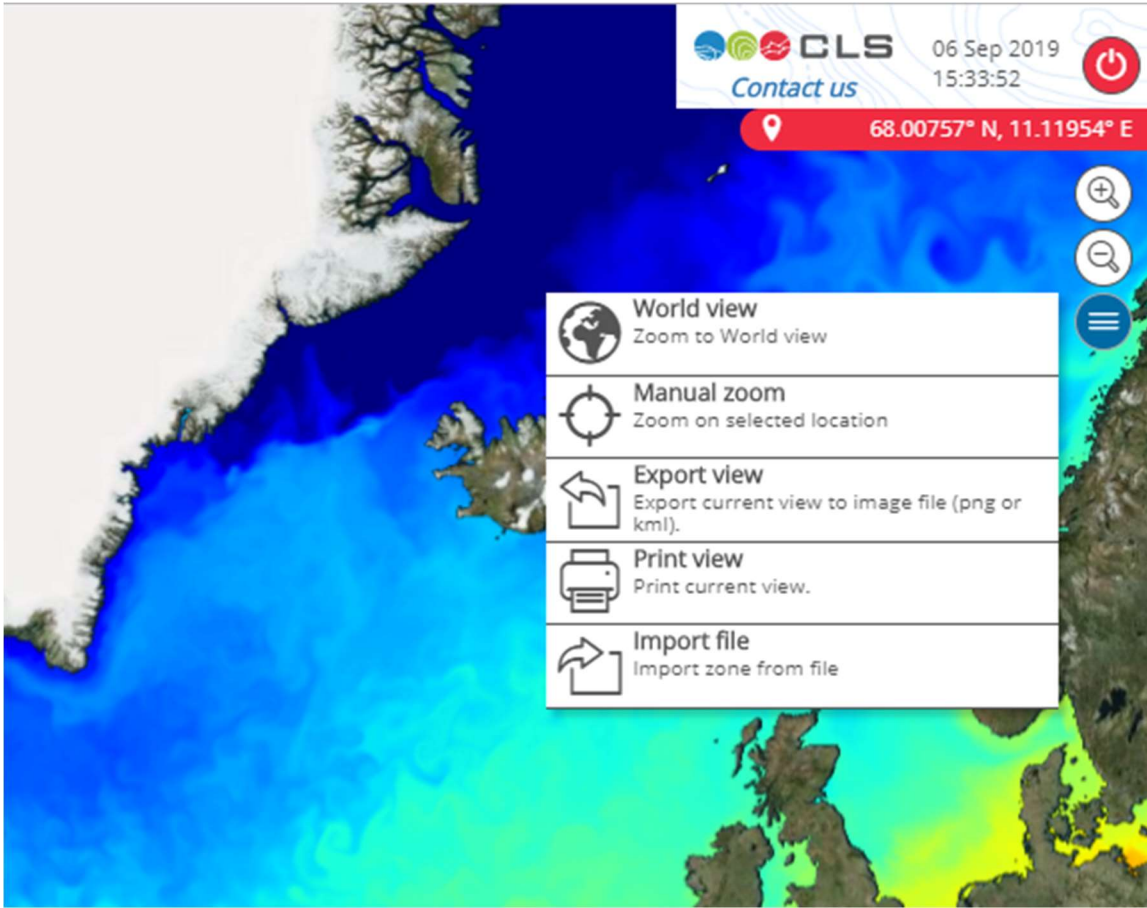 CLS
Contact us
06 Sep 2019
15:33:52
68.00757° N, 11.11954° E
World view
Zoom to World view
Manual zoom
Zoom on selected location
Export view
Export current view to image file (png or
kml).
Print view
Print current view.
Import file
Import zone from file